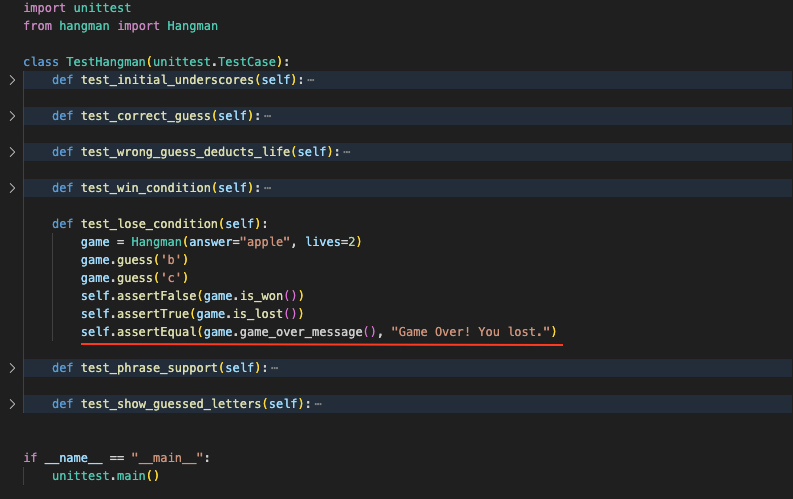 import unittest
from hangman import Hangman
class TestHangman(unittest.TestCase):
def test_initial_underscores(self):⋯
def test_correct_guess(self):⋯
def test_wrong_guess_deducts_life(self):⋯
def test_win_condition(self):⋯
def test_lose_condition(self):
game = Hangman(answer="apple", lives=2)
game.guess('b')
game.guess('c')
self.assertFalse(game.is_won())
self.assertTrue(game.is_lost())
self.assertEqual(game.game_over_message(), "Game Over! You lost.")
def test_phrase_support(self):⋯
def test_show_guessed_letters(self):⋯
if __name__ == "__main__":
unittest.main()